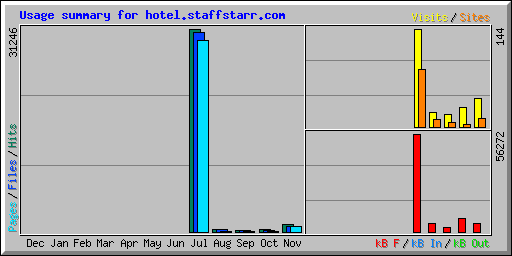 Usage summary for hotel.staffstarr.com
Visits/Sites
31246
144
Pages/Files/Hits
56272
Dec Jan Feb Mar Apr May Jun Jul Aug Sep Oct Nov
kB F/kB In/kB Out